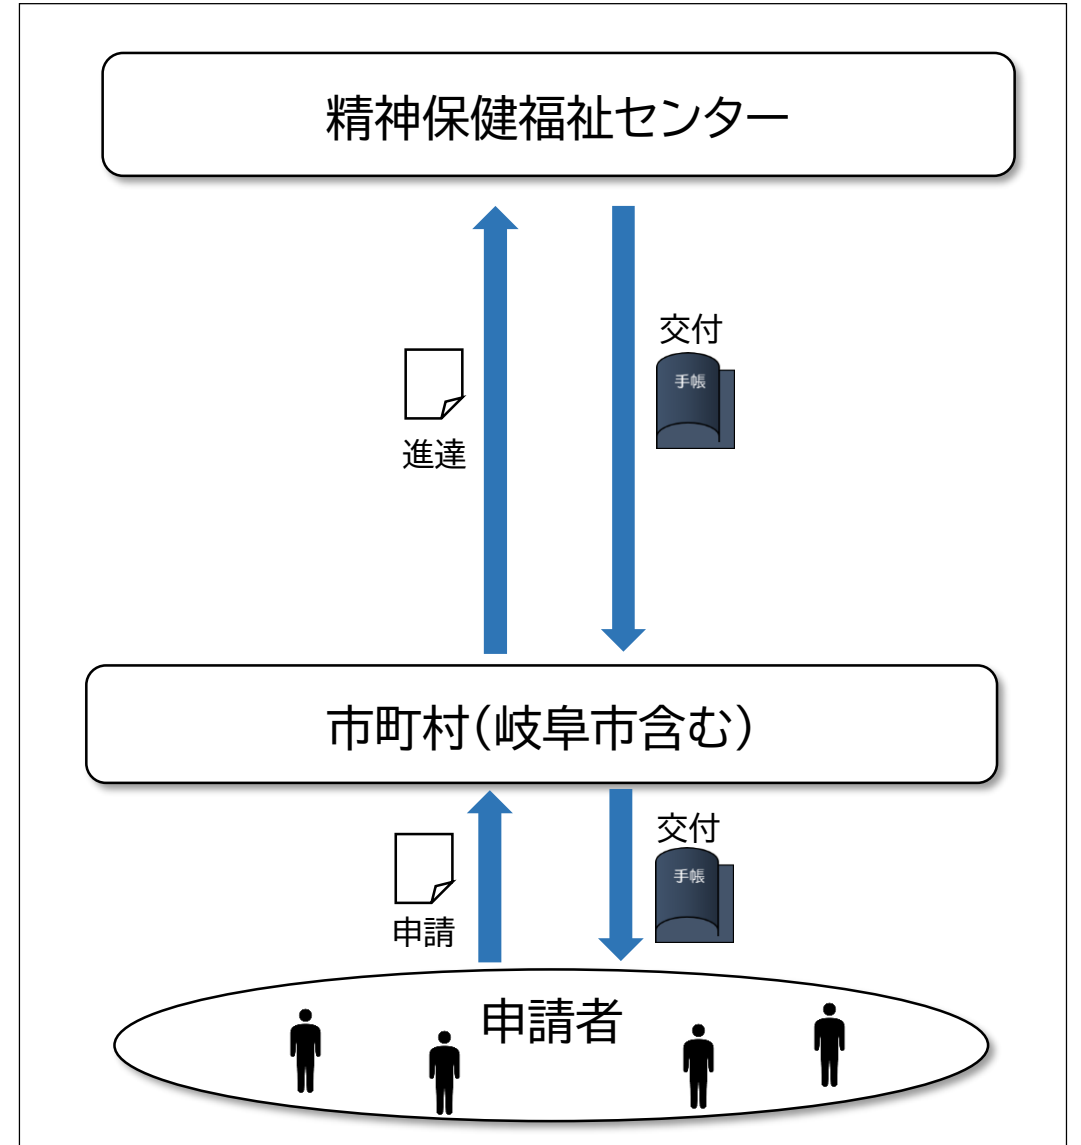 精神保健福祉センター
交付
手帳
進達
市町村(岐阜市含む)
交付
手帳
申請
申請者